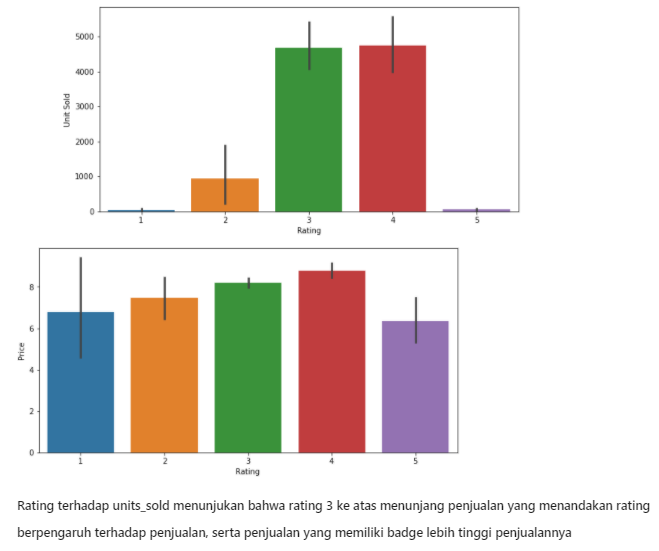 5000
4000
3000
2000
1000
0
Unit Sold
1 2 3 4 5
Rating
8
6
4
2
0
Price
1 2 3 4 5
Rating
Rating terhadap units_sold menunjukan bahwa rating 3 ke atas menunjang penjualan yang menandakan rating
berpengaruh terhadap penjualan, serta penjualan yang memiliki badge lebih tinggi penjualannya